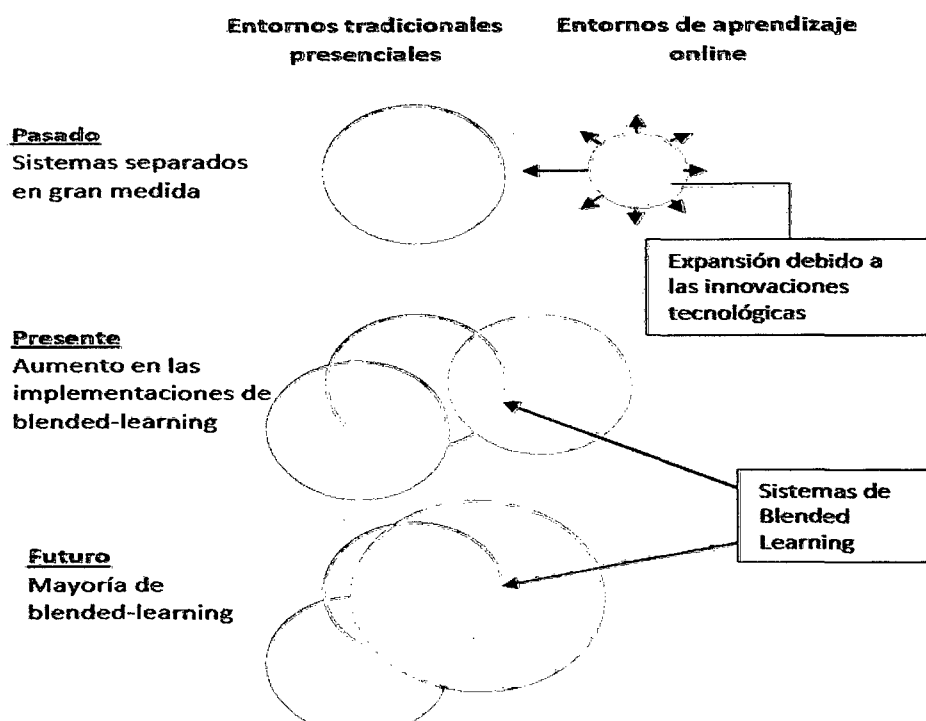 Entornos tradicionales
presenciales
Entornos de aprendizaje
online
Pasado
Sistemas separados
en gran medida
Expansión debido a
las innovaciones
tecnológicas
Presente
Aumento en las
implementaciones de
blended-learning
Sistemas de
Blended
Learning
Futuro
Mayoría de
blended-learning